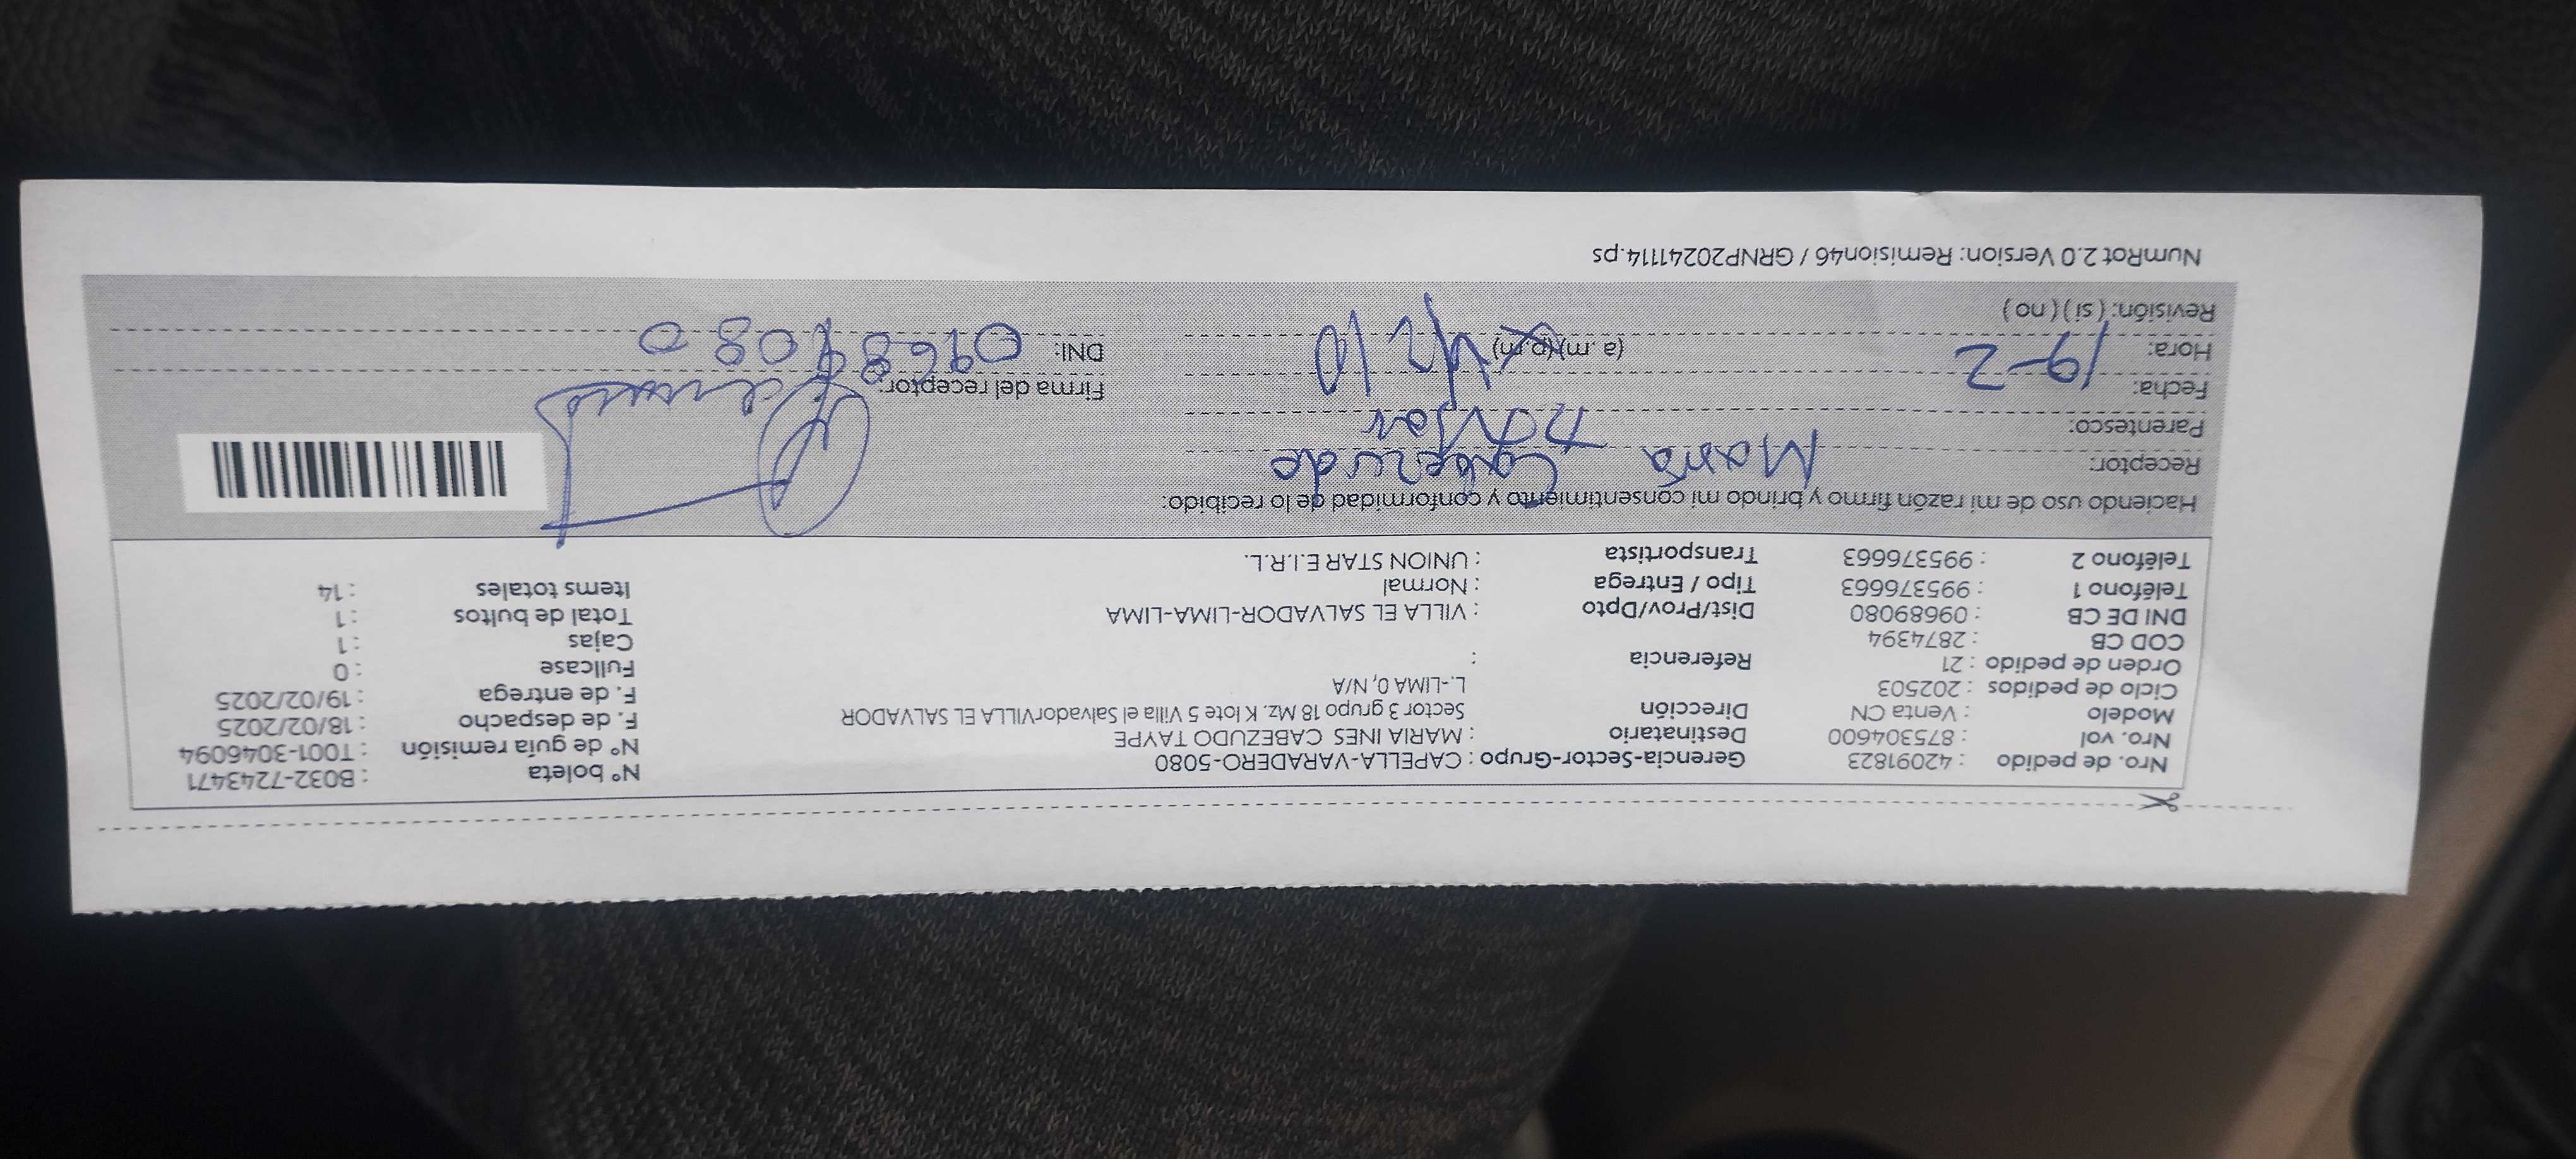 Nro. de pedido : 42091823 Gerencia-Sector-Grupo : CAPELLA-VARADERO-5080 N° boleta : B032-7243471
Nro. vol : 875304600 Destinatario : MARIA INES CABEZUDO TAYPE N° de guía remisión : T001-3046094
Modelo : Venta CN Dirección Sector 3 grupo 18 Mz. K lote 5 Villa el SalvadorVILLA EL SALVADOR F. de despacho : 18/02/2025
Ciclo de pedidos : 202503 L.-LIMA 0, N/A F. de entrega : 19/02/2025
Orden de pedido : 21 Referencia : Fullcase : 0
COD CB : 2874394 Cajas : 1
DNI DE CB : 09689080 Dist/Prov/Dpto : VILLA EL SALVADOR-LIMA-LIMA Total de bultos : 1
Teléfono 1 : 995376663 Tipo / Entrega : Normal Items totales : 14
Teléfono 2 : 995376663 Transportista : UNION STAR E.I.R.L.
Haciendo uso de mi razón firmo y brindo mi consentimiento y conformidad de lo recibido:
Receptor: María Cabezudo
Parentesco:
Fecha: 19-2 Firma del receptor:
Hora: (a. m)(p.m) DNI: 09689080
Revisión: ( si ) ( no )
NumRot 2.0 Version: Remision46 / GRNP20241114.ps